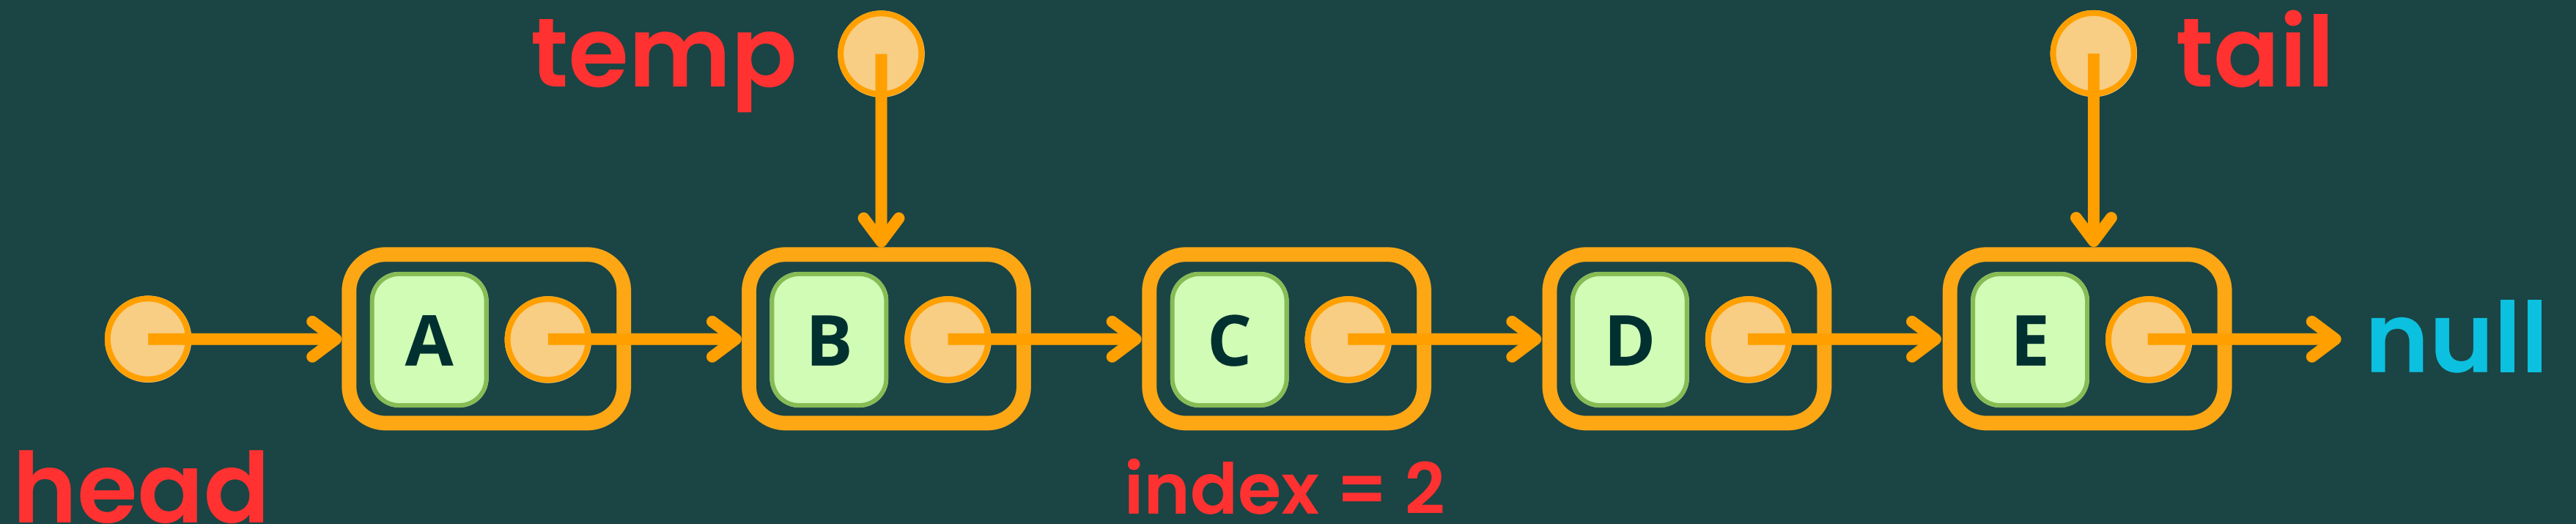 temp
tail
A
B
C
D
E
null
head
index = 2